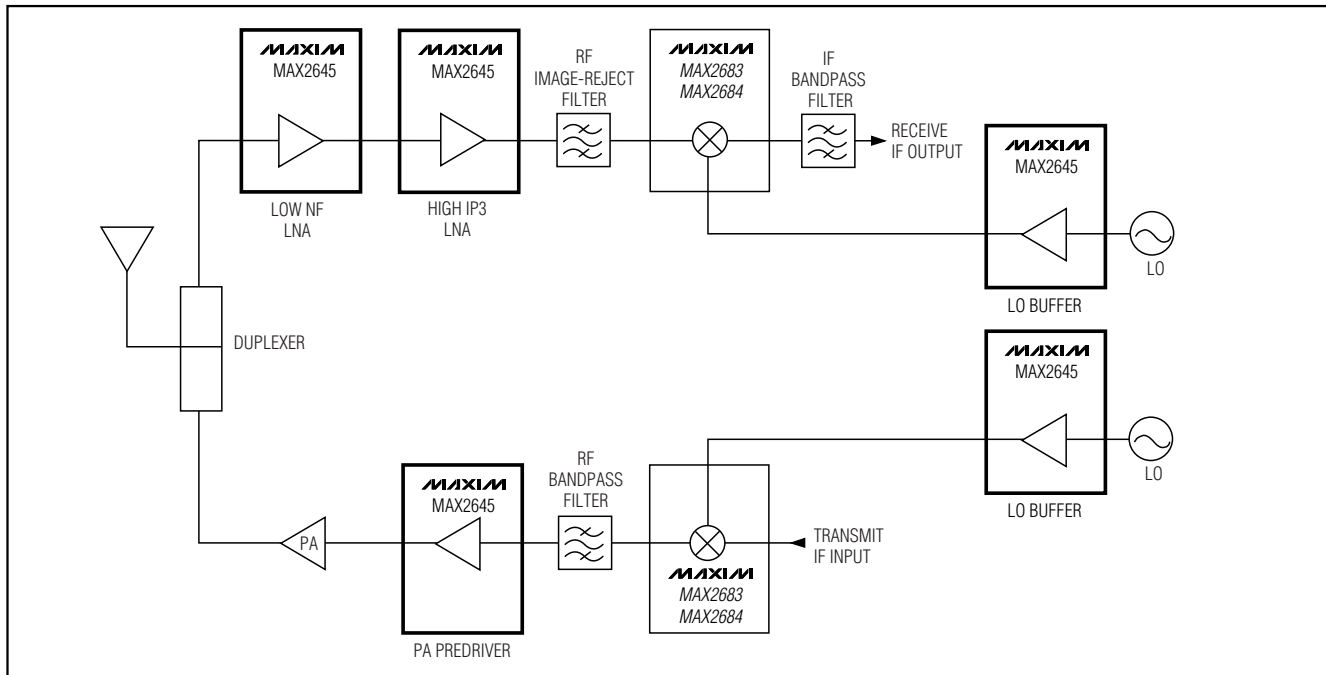 MAXIM
MAX2645
LOW NF
LNA
MAXIM
MAX2645
HIGH IP3
LNA
RF
IMAGE-REJECT
FILTER
MAXIM
MAX2683
MAX2684
IF
BANDPASS
FILTER
RECEIVE
IF OUTPUT
MAXIM
MAX2645
LO BUFFER
LO
DUPLEXER
MAXIM
MAX2645
LO BUFFER
LO
PA
MAXIM
MAX2645
PA PREDRIVER
RF
BANDPASS
FILTER
MAXIM
MAX2683
MAX2684
TRANSMIT
IF INPUT